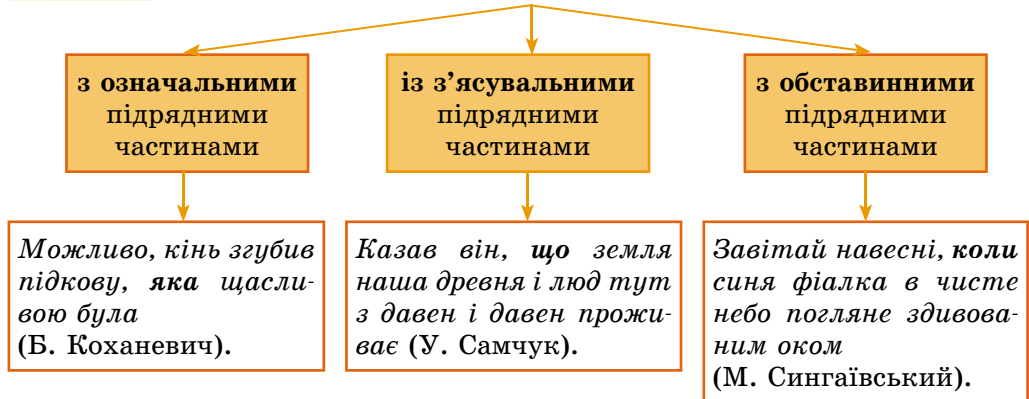 з означальними
підрядними
частинами
із з’ясувальними
підрядними
частинами
з обставинними
підрядними
частинами
Можливо, кінь згубив
підкову, яка щасли-
вою була
(Б. Коханевич).
Казав він, що земля
наша древня і люд тут
з давен і давен прожи-
ває (У. Самчук).
Завітай навесні, коли
синя фіалка в чисте
небо погляне здивова-
ним оком
(М. Сингаївський).